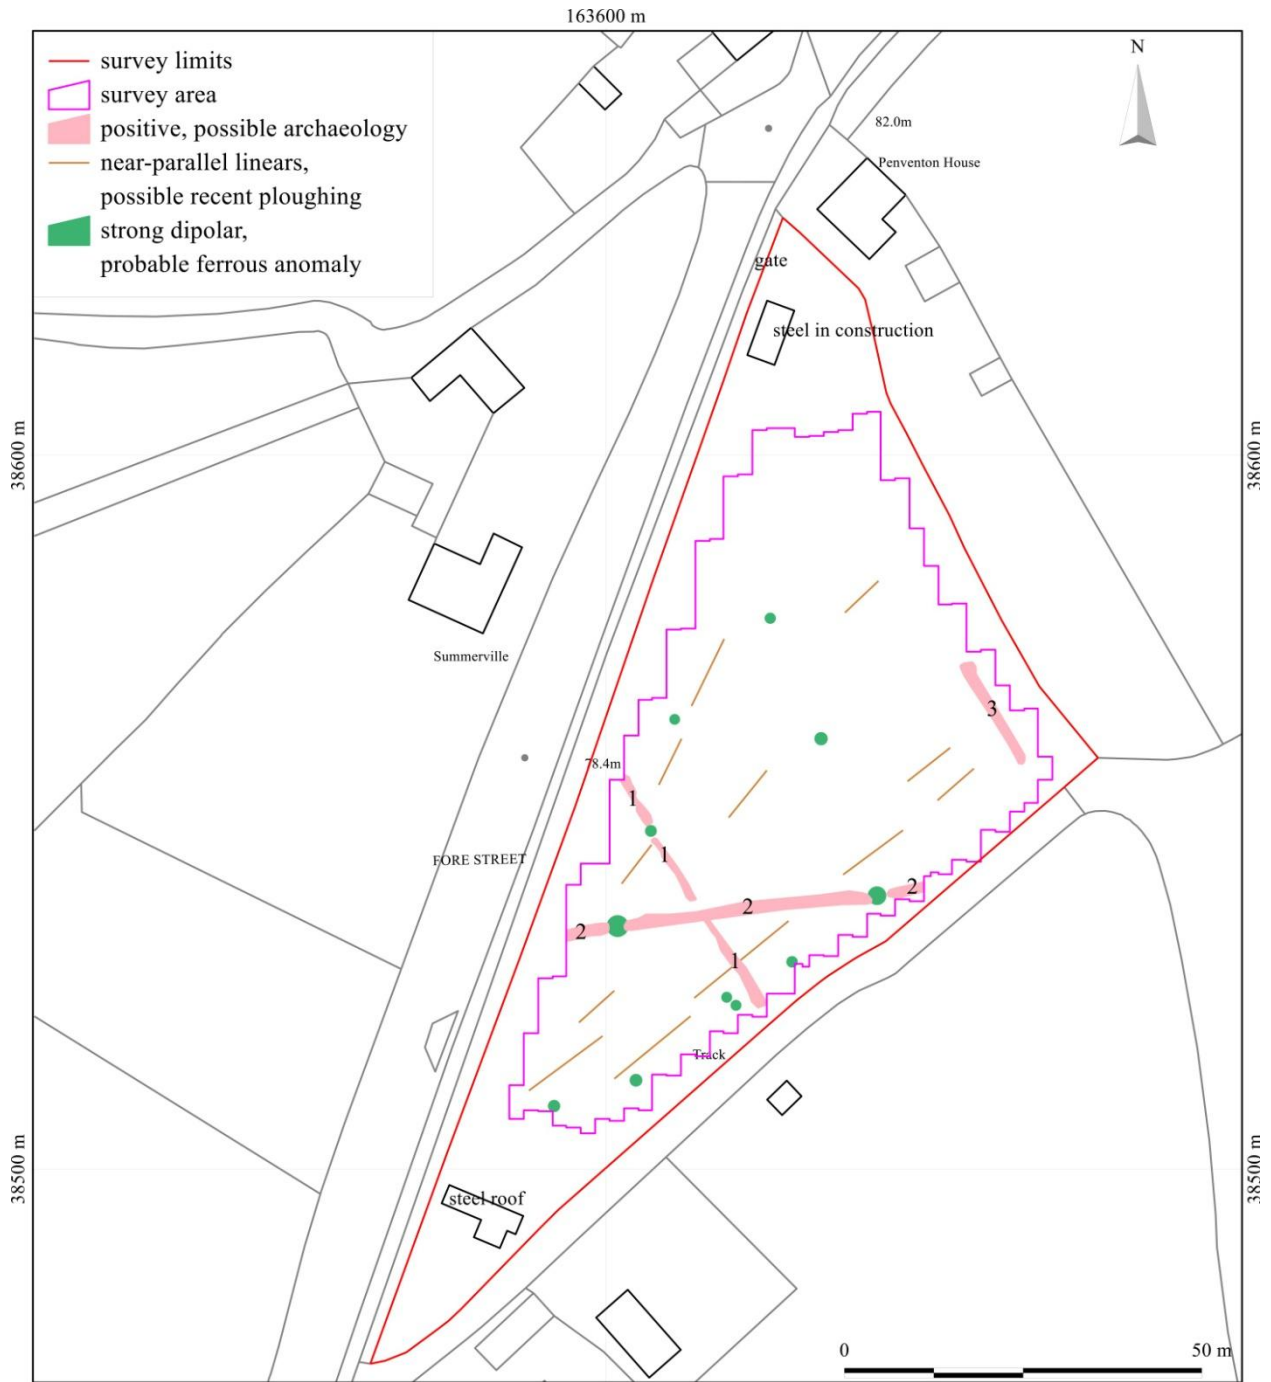 163600 m
survey limits
survey area
positive, possible archaeology
near-parallel linears,
possible recent ploughing
strong dipolar,
probable ferrous anomaly
N
82.0m
Penventon House
gate
steel in construction
38600 m
38600 m
Summerville
3
78.4m
1
1
FORE STREET
2
2
2
1
Track
38500 m
38500 m
steel roof
0
50 m